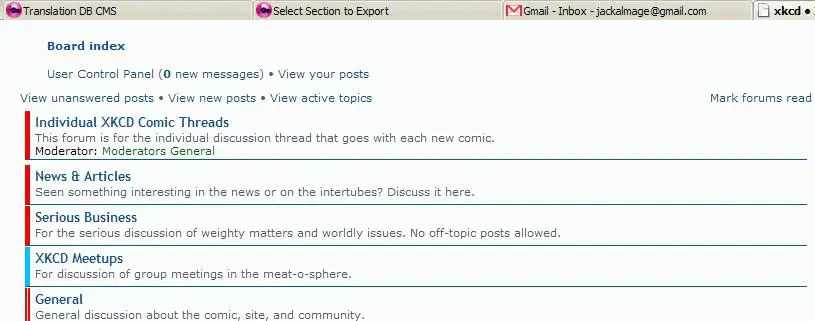 Translation DB CMS Select Section to Export Gmail - Inbox - jackalmage@gmail.com xkcd •
Board index
User Control Panel (0 new messages) • View your posts
View unanswered posts • View new posts • View active topics Mark forums read
Individual XKCD Comic Threads
This forum is for the individual discussion thread that goes with each new comic.
Moderator: Moderators General
News & Articles
Seen something interesting in the news or on the intertubes? Discuss it here.
Serious Business
For the serious discussion of weighty matters and worldly issues. No off-topic posts allowed.
XKCD Meetups
For discussion of group meetings in the meat-o-sphere.
General
General discussion about the comic, site, and community.